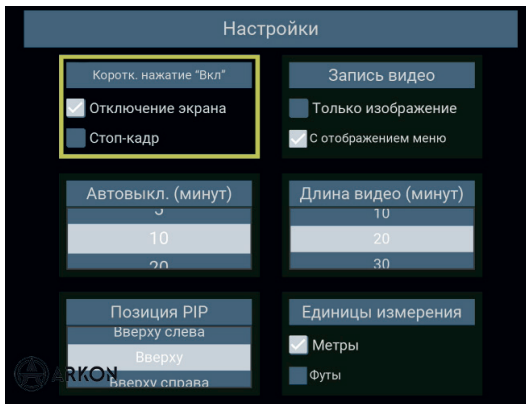 Настройки
Коротк. нажатие "Вкл"
Отключение экрана
Стоп-кадр
Запись видео
Только изображение
С отображением меню
Автовыкл. (минут)
5
10
20
Длина видео (минут)
10
20
30
Позиция PIP
Вверху слева
Вверху
Вверху справа
Единицы измерения
Метры
Футы
ARKON